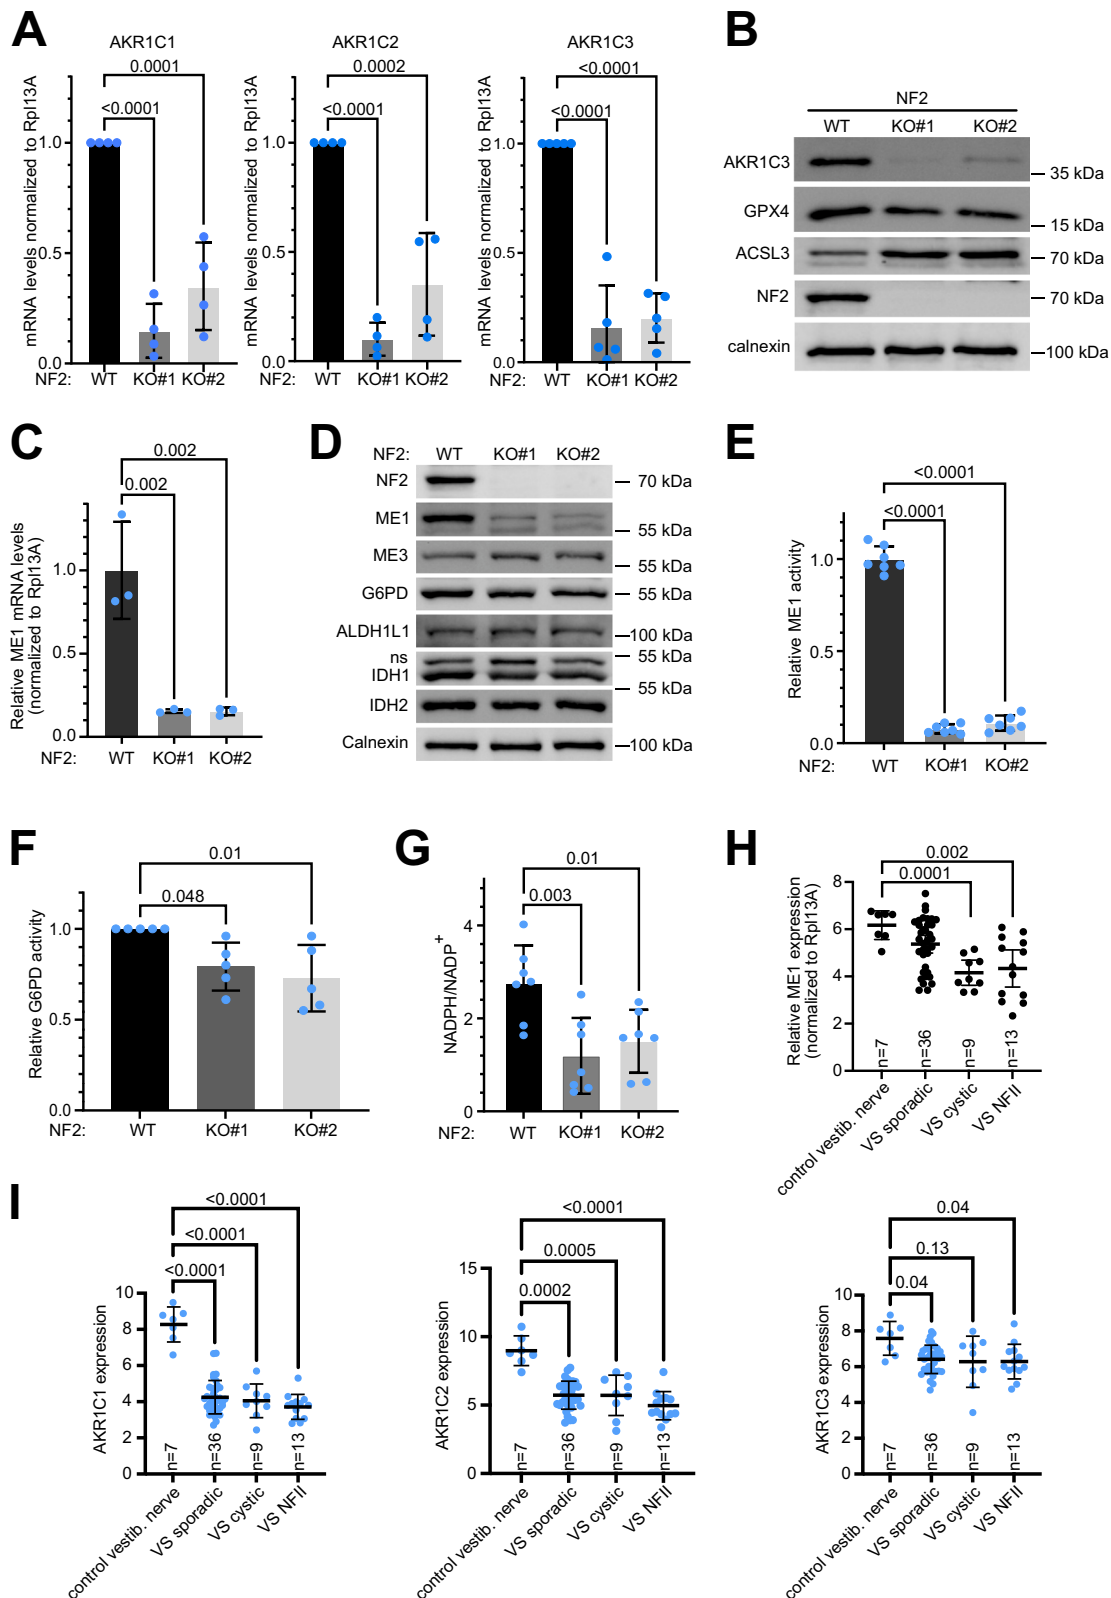 A
AKR1C1
mRNA levels normalized to Rpl13A
0.0001
<0.0001
1.0
0.5
0.0
NF2: WT KO#1 KO#2
AKR1C2
mRNA levels normalized to Rpl13A
0.0002
<0.0001
1.0
0.5
0.0
NF2: WT KO#1 KO#2
AKR1C3
mRNA levels normalized to Rpl13A
<0.0001
<0.0001
1.0
0.5
0.0
NF2: WT KO#1 KO#2
B
NF2
WT KO#1 KO#2
AKR1C3 35 kDa
GPX4 15 kDa
ACSL3 70 kDa
NF2 70 kDa
calnexin 100 kDa
C
Relative ME1 mRNA levels
(normalized to Rpl13A)
0.002
0.002
1.0
0.5
0.0
NF2: WT KO#1 KO#2
D
NF2: WT KO#1 KO#2
NF2 70 kDa
ME1 55 kDa
ME3 55 kDa
G6PD 55 kDa
ALDH1L1 100 kDa
ns 55 kDa
IDH1 55 kDa
IDH2
Calnexin 100 kDa
E
Relative ME1 activity
<0.0001
<0.0001
1.0
0.5
0.0
NF2: WT KO#1 KO#2
F
Relative G6PD activity
0.01
0.048
1.0
0.5
0.0
NF2: WT KO#1 KO#2
G
NADPH/NADP+
0.01
0.003
4
2
0
NF2: WT KO#1 KO#2
H
Relative ME1 expression
(normalized to Rpl13A)
0.002
0.0001
8
6
4
2
0
n=7 n=36 n=9 n=13
control vestib. nerve
VS sporadic
VS cystic
VS NFII
I
AKR1C1 expression
<0.0001
<0.0001
<0.0001
10
8
6
4
2
0
n=7 n=36 n=9 n=13
control vestib. nerve
VS sporadic
VS cystic
VS NFII
AKR1C2 expression
<0.0001
0.0005
0.0002
15
10
5
0
n=7 n=36 n=9 n=13
control vestib. nerve
VS sporadic
VS cystic
VS NFII
AKR1C3 expression
0.04
0.13
0.04
10
8
6
4
2
0
n=7 n=36 n=9 n=13
control vestib. nerve
VS sporadic
VS cystic
VS NFII